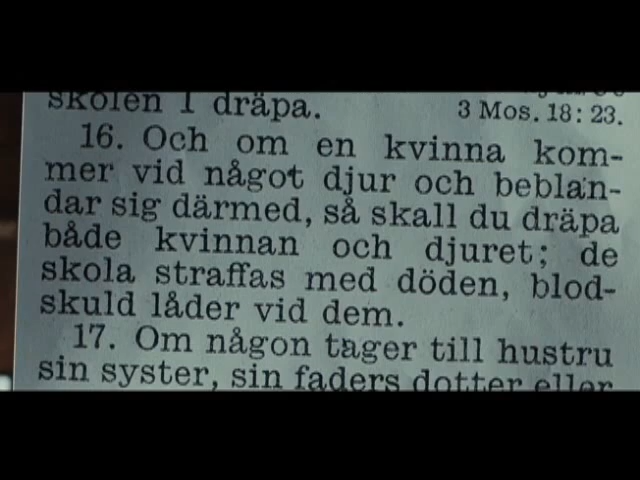 skolen I dräpa.
3 Mos. 18: 23.
16. Och om en kvinna kom-
mer vid något djur och beblan-
dar sig därmed, så skall du dräpa
både kvinnan och djuret; de
skola straffas med döden, blod-
skuld låder vid dem.
17. Om någon tager till hustru
sin syster, sin faders dotter eller